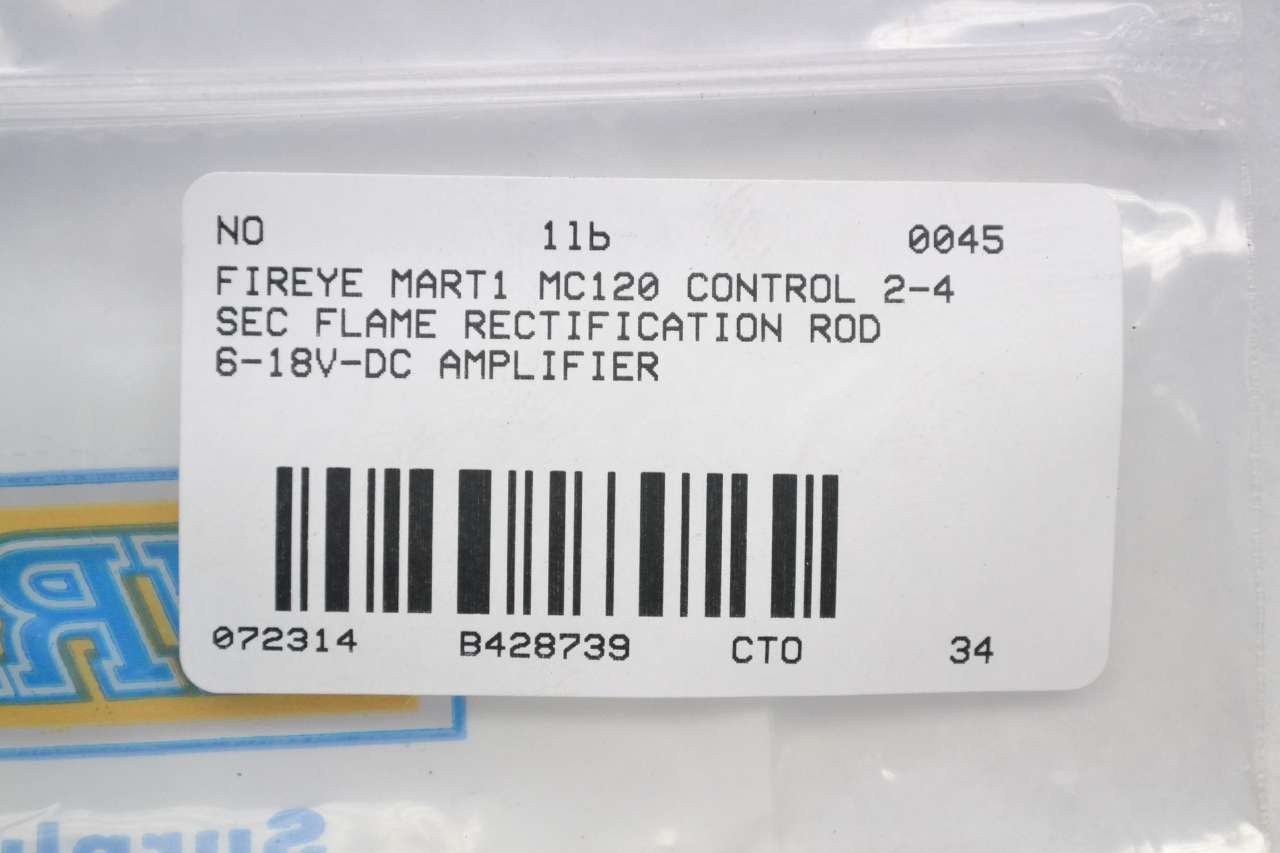 NO 1lb 0045
FIREYE MART1 MC120 CONTROL 2-4
SEC FLAME RECTIFICATION ROD
6-18V-DC AMPLIFIER
072314 B428739 CTO 34